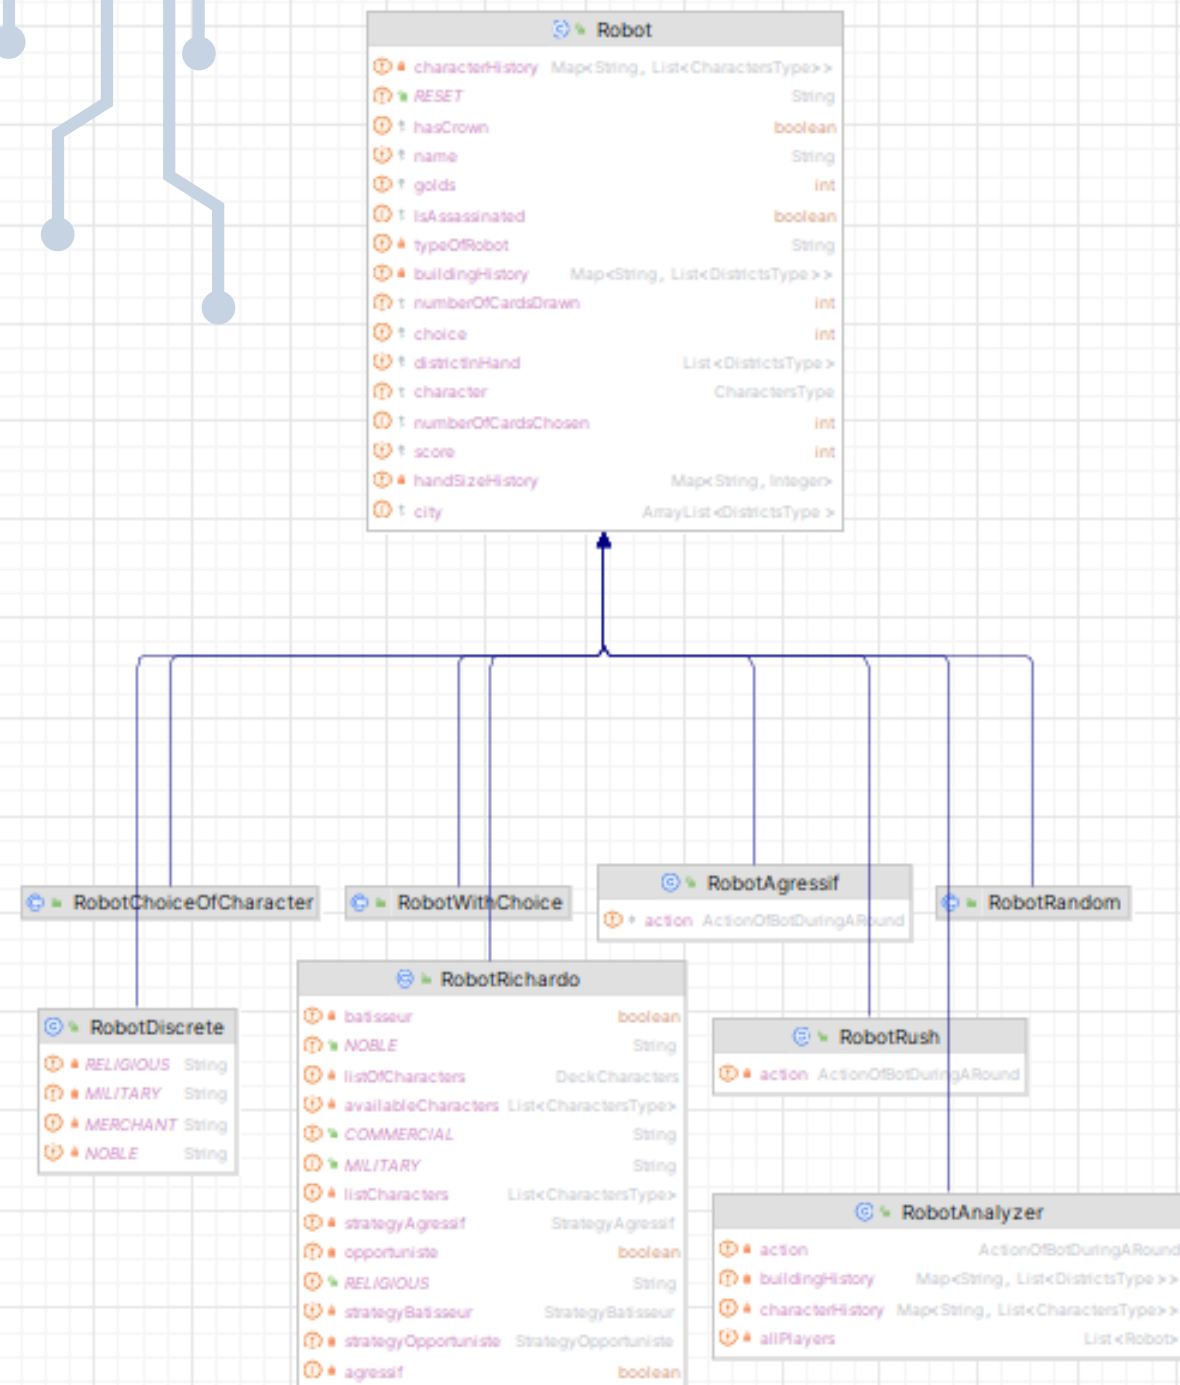 Robot
characterHistory Map<String, List<CharactersType>>
RESET String
hasCrown boolean
name String
golds int
isAssassinated boolean
typeOfRobot String
buildingHistory Map<String, List<DistrictsType>>
numberOfCardsDrawn int
choice int
districtInHand List<DistrictsType>
character CharactersType
numberOfCardsChosen int
score int
handSizeHistory Map<String, Integer>
city ArrayList<DistrictsType>
RobotChoiceOfCharacter
RobotWithChoice
RobotAgressif
action ActionOfBotDuringARound
RobotRandom
RobotDiscrete
RELIGIOUS String
MILITARY String
MERCHANT String
NOBLE String
RobotRichardo
batisseur boolean
NOBLE String
listOfCharacters DeckCharacters
availableCharacters List<CharactersType>
COMMERCIAL String
MILITARY String
listCharacters List<CharactersType>
strategyAgressif StrategyAgressif
opportuniste boolean
RELIGIOUS String
strategyBatisseur StrategyBatisseur
strategyOpportuniste StrategyOpportuniste
agressif boolean
RobotRush
action ActionOfBotDuringARound
RobotAnalyzer
action ActionOfBotDuringARound
buildingHistory Map<String, List<DistrictsType>>
characterHistory Map<String, List<CharactersType>>
allPlayers List<Robot>